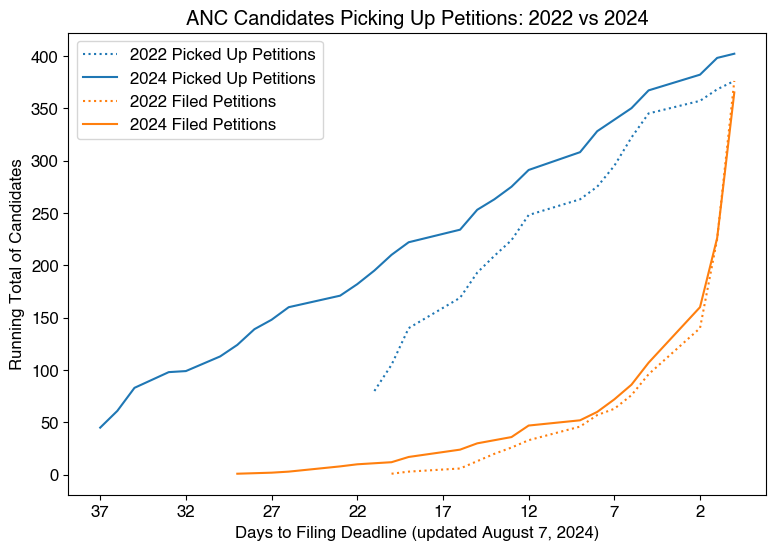 ANC Candidates Picking Up Petitions: 2022 vs 2024
2022 Picked Up Petitions
2024 Picked Up Petitions
2022 Filed Petitions
2024 Filed Petitions
Running Total of Candidates
400
350
300
250
200
150
100
50
0
37 32 27 22 17 12 7 2
Days to Filing Deadline (updated August 7, 2024)